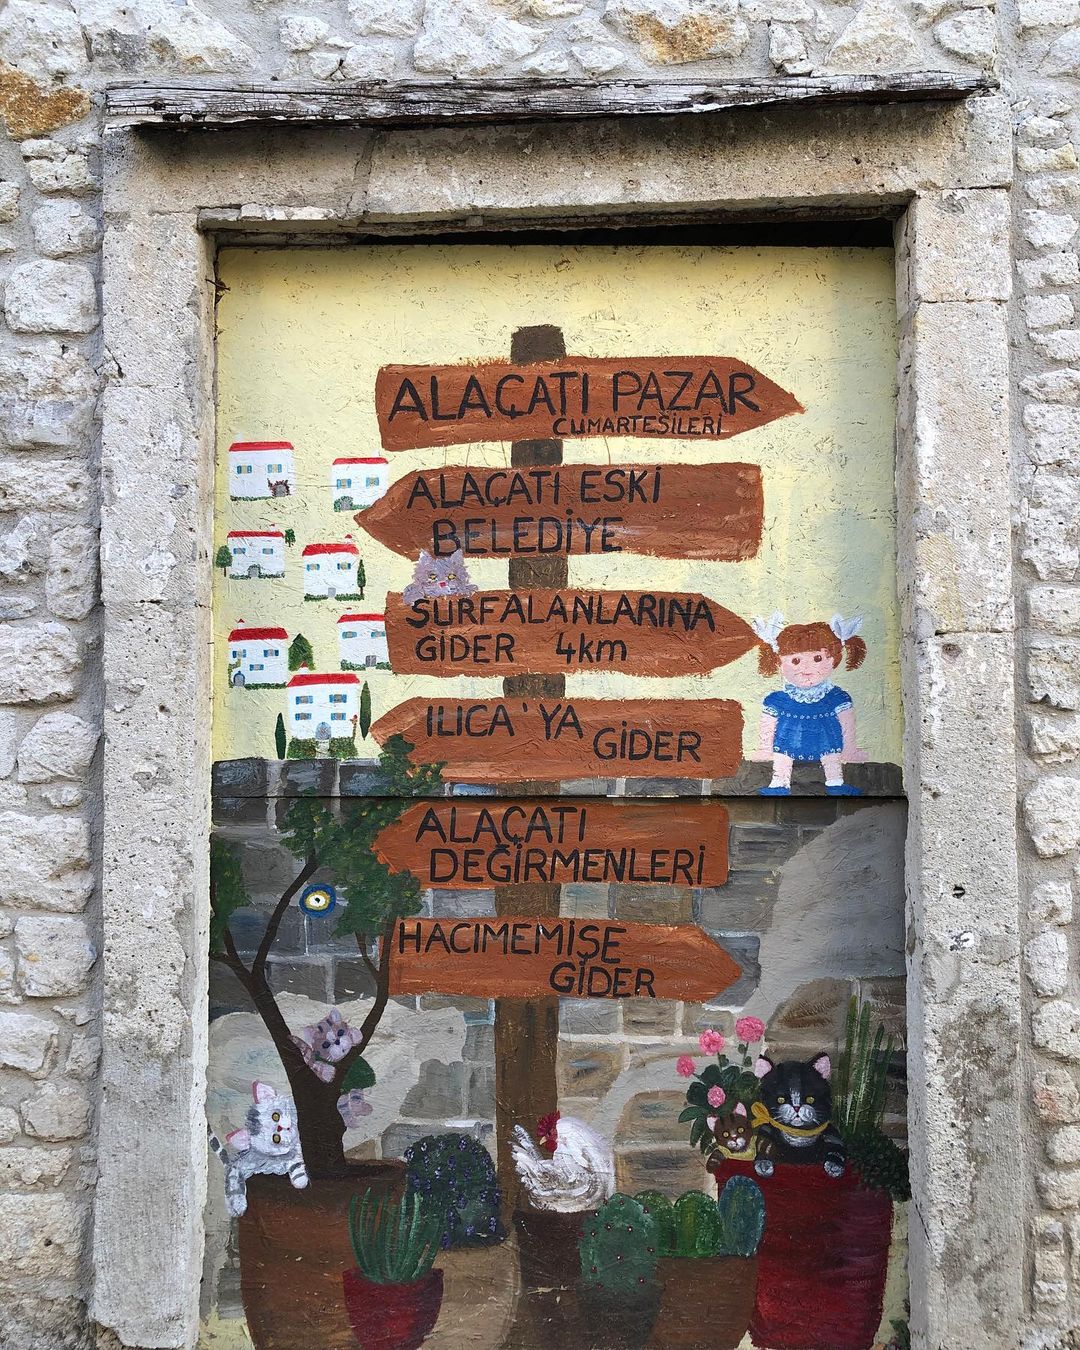 ALAÇATI PAZAR
CUMARTESİLERİ
ALAÇATI ESKİ
BELEDİYE
SURFALANLARINA
GİDER 4km
ILICA'YA
GİDER
ALAÇATI
DEĞİRMENLERİ
HACIMEMİŞE
GİDER